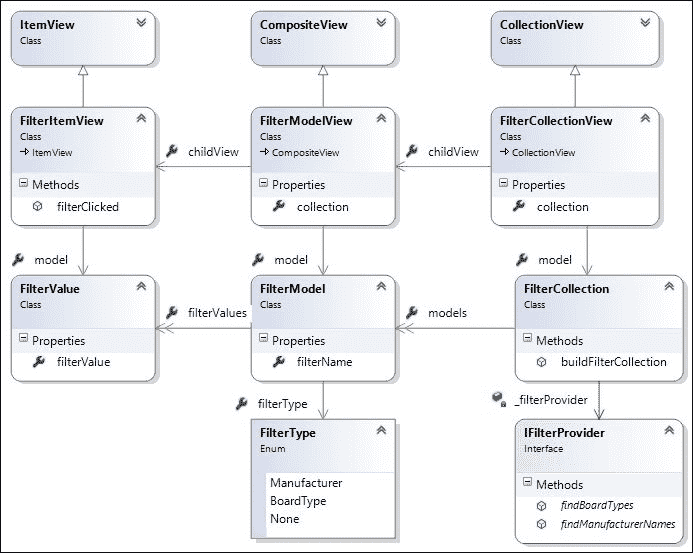 ItemView
Class
CompositeView
Class
CollectionView
Class
FilterItemView
Class
ItemView
Methods
filterClicked
childView
FilterModelView
Class
CompositeView
Properties
collection
childView
FilterCollectionView
Class
CollectionView
Properties
collection
model
model
model
FilterValue
Class
Properties
filterValue
filterValues
FilterModel
Class
Properties
filterName
models
FilterCollection
Class
Methods
buildFilterCollection
filterType
_filterProvider
FilterType
Enum
Manufacturer
BoardType
None
IFilterProvider
Interface
Methods
findBoardTypes
findManufacturerNames